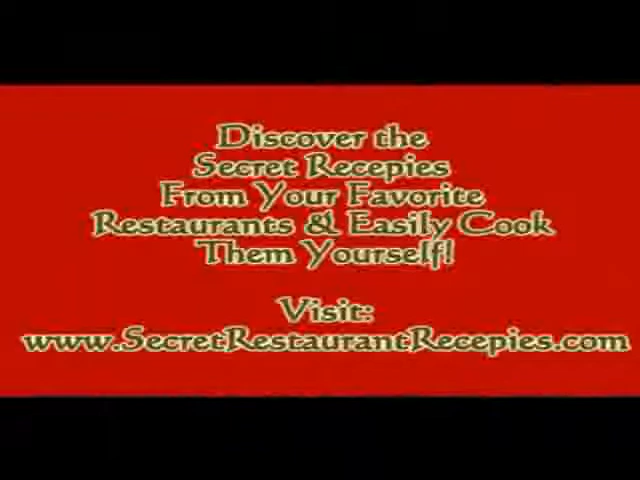 Discover the
Secret Recepies
From Your Favorite
Restaurants & Easily Cook
Them Yourself!
Visit:
www.SecretRestaurantRecepies.com